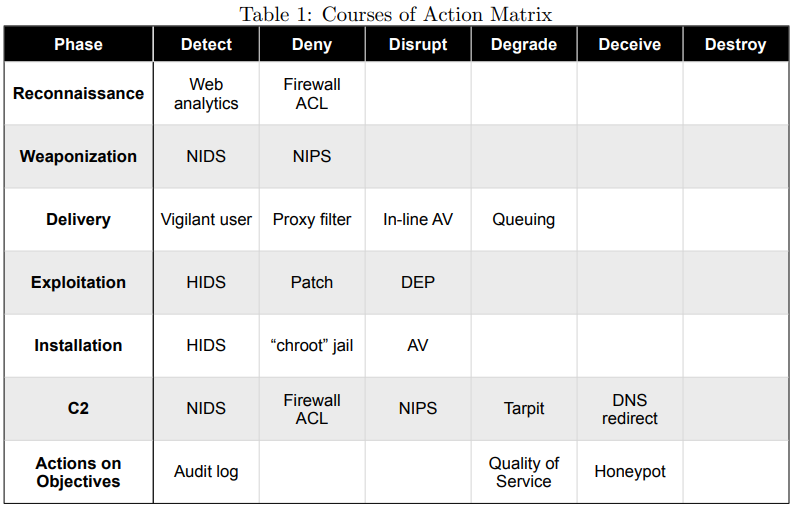 Table 1: Courses of Action Matrix
Phase Detect Deny Disrupt Degrade Deceive Destroy
Reconnaissance Web analytics Firewall ACL
Weaponization NIDS NIPS
Delivery Vigilant user Proxy filter In-line AV Queuing
Exploitation HIDS Patch DEP
Installation HIDS “chroot” jail AV
C2 NIDS Firewall ACL NIPS Tarpit DNS redirect
Actions on Objectives Audit log Quality of Service Honeypot